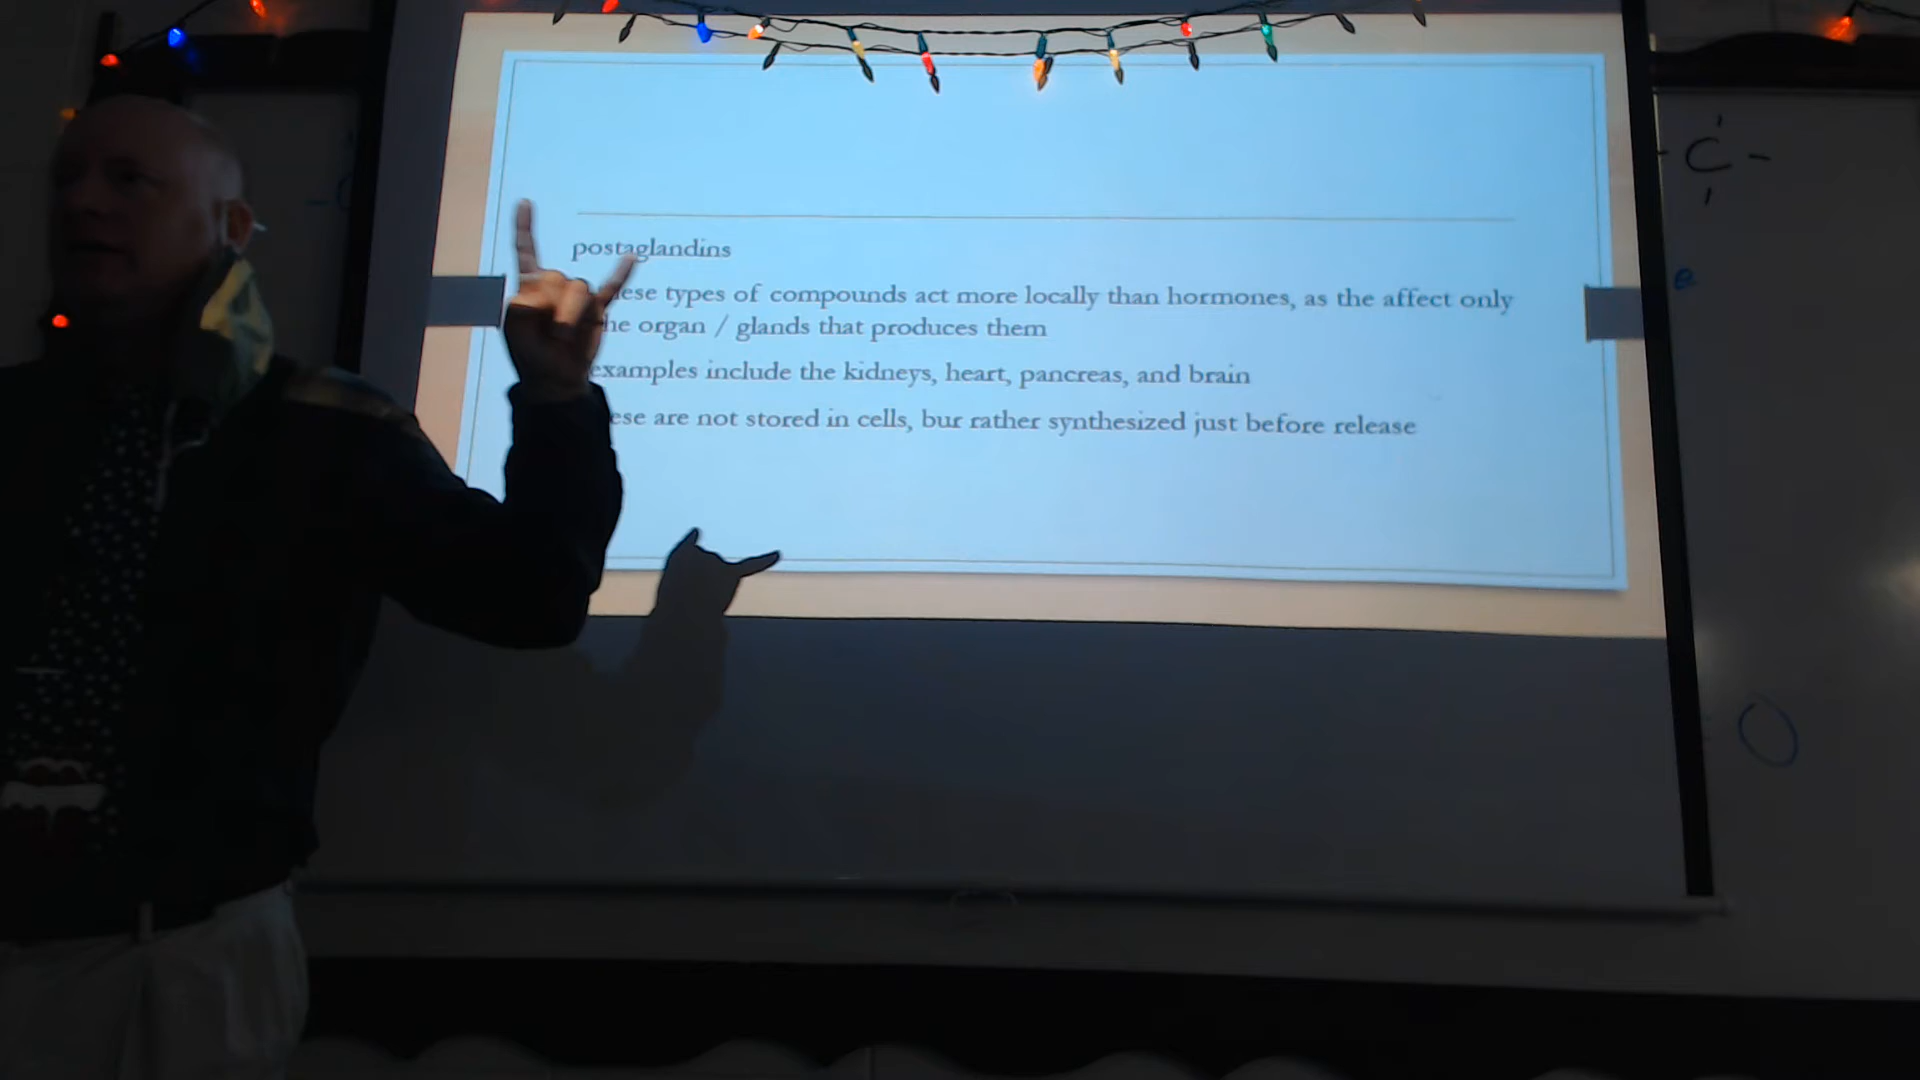 postaglandins
ese types of compounds act more locally than hormones, as the affect only
he organ / glands that produces them
examples include the kidneys, heart, pancreas, and brain
ese are not stored in cells, bur rather synthesized just before release
- C -
e
O